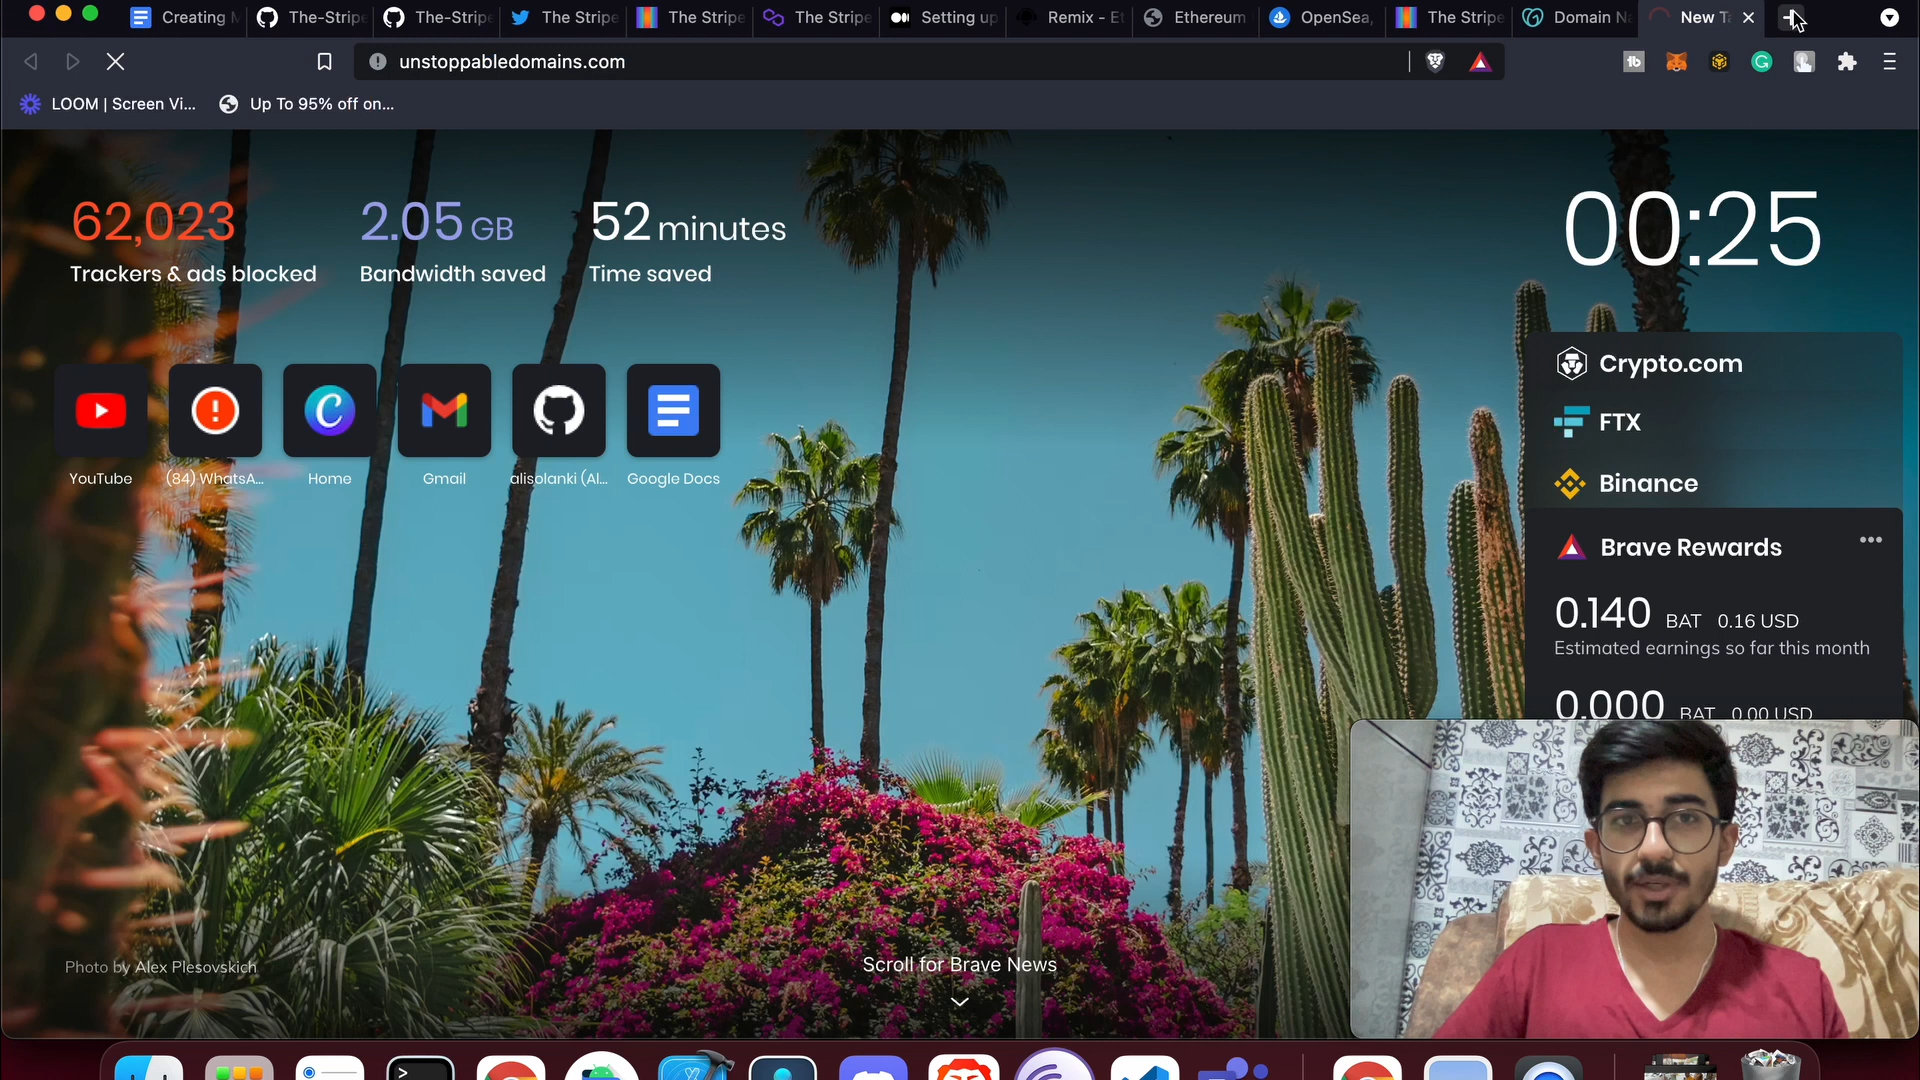 Creating M
The-Stripe
The-Stripe
The Stripe
The Stripe
The Stripe
Setting up
Remix - Et
Ethereum
OpenSea,
The Stripe
Domain Na
New Ta
unstoppabledomains.com
LOOM | Screen Vi...
Up To 95% off on...
62,023
Trackers & ads blocked
2.05 GB
Bandwidth saved
52 minutes
Time saved
00:25
YouTube
(84) WhatsA...
Home
Gmail
alisolanki (Al...
Google Docs
Crypto.com
FTX
Binance
Brave Rewards
0.140 BAT 0.16 USD
Estimated earnings so far this month
0.000 BAT 0.00 USD
Photo by Alex Plesovskich
Scroll for Brave News